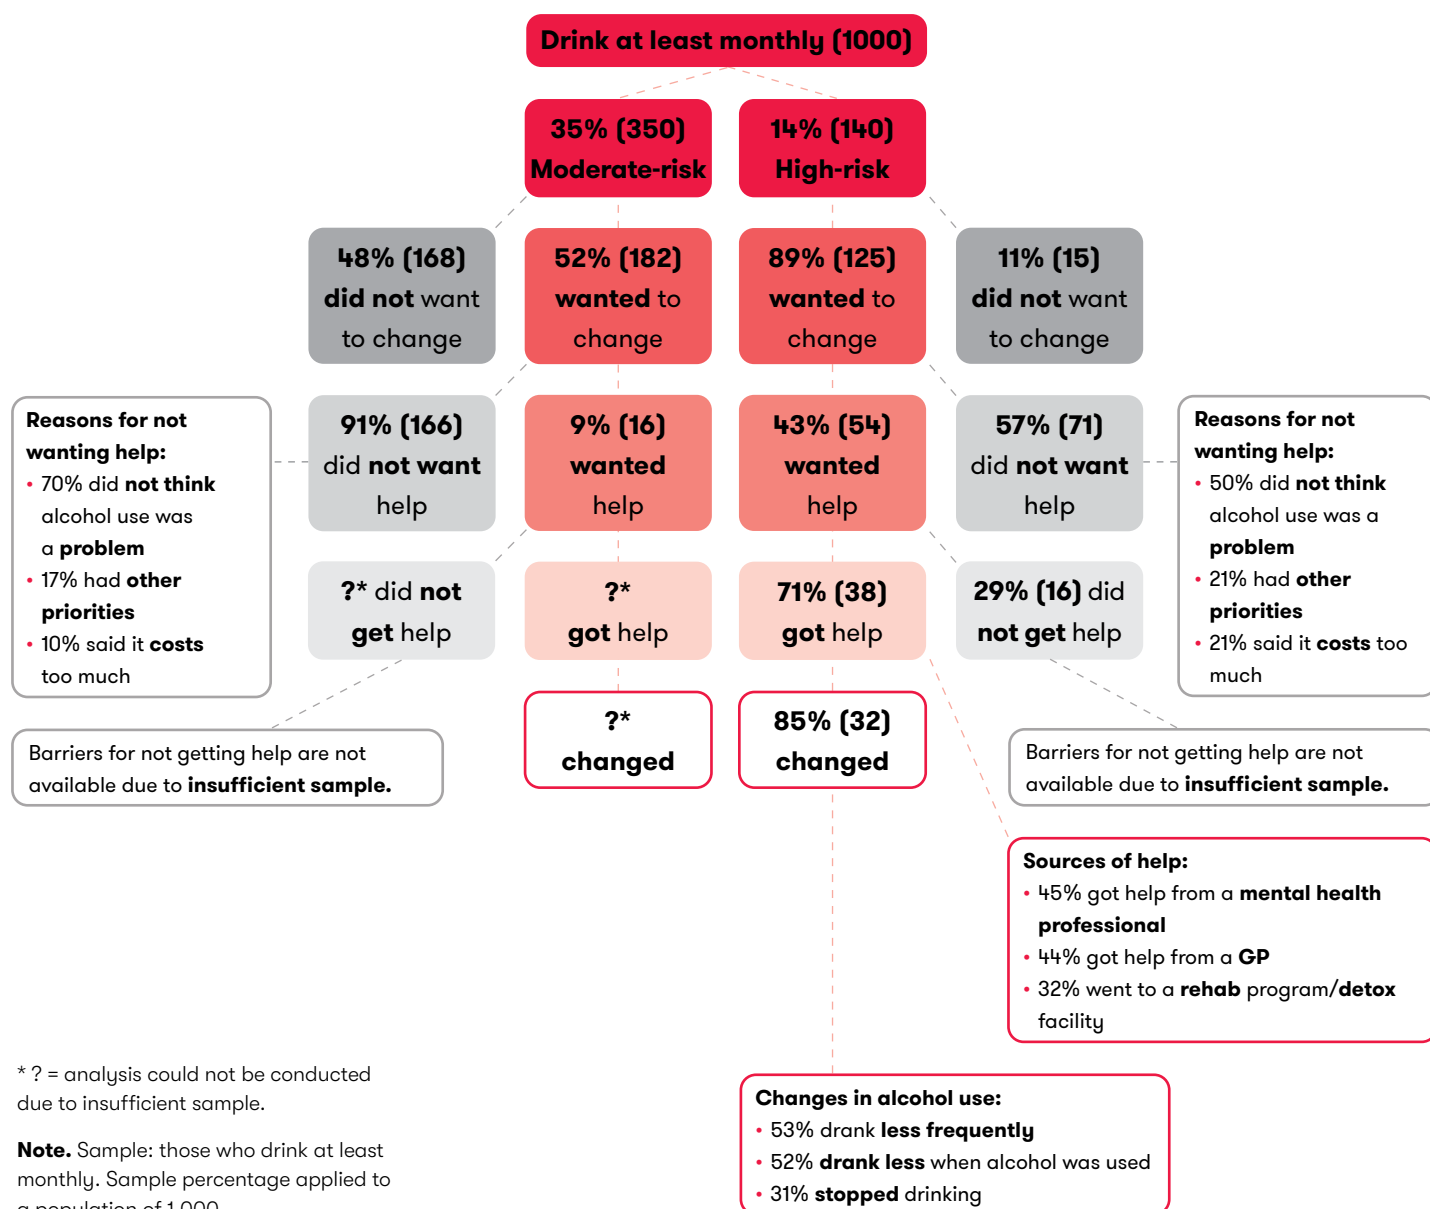 Drink at least monthly (1000)
35% (350)
Moderate-risk
14% (140)
High-risk
48% (168)
did not want
to change
52% (182)
wanted to
change
89% (125)
wanted to
change
11% (15)
did not want
to change
Reasons for not
wanting help:
• 70% did not think
alcohol use was
a problem
• 17% had other
priorities
• 10% said it costs
too much
91% (166)
did not want
help
9% (16)
wanted
help
43% (54)
wanted
help
57% (71)
did not want
help
Reasons for not
wanting help:
• 50% did not think
alcohol use was a
problem
• 21% had other
priorities
• 21% said it costs too
much
?* did not
get help
?*
got help
71% (38)
got help
29% (16) did
not get help
?*
changed
85% (32)
changed
Barriers for not getting help are not
available due to insufficient sample.
Barriers for not getting help are not
available due to insufficient sample.
Sources of help:
• 45% got help from a mental health
professional
• 44% got help from a GP
• 32% went to a rehab program/detox
facility
Changes in alcohol use:
• 53% drank less frequently
• 52% drank less when alcohol was used
• 31% stopped drinking
* ? = analysis could not be conducted
due to insufficient sample.
Note. Sample: those who drink at least
monthly. Sample percentage applied to
a population of 1,000